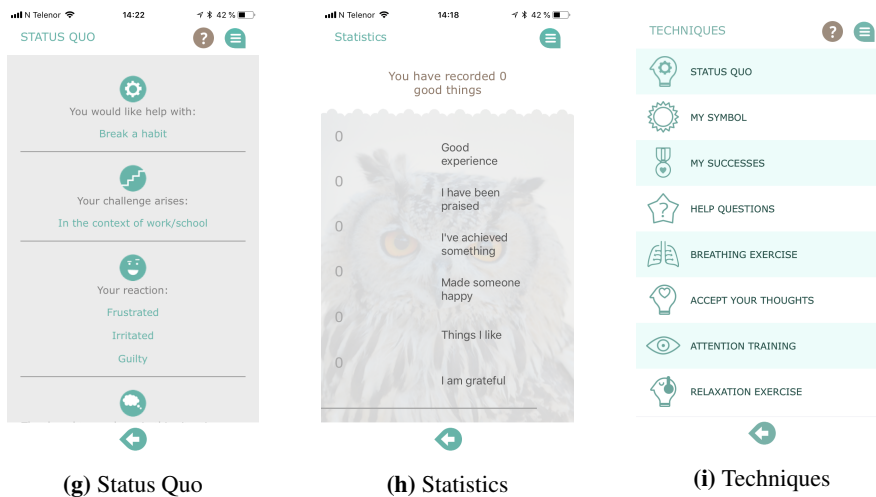 N Telenor 14:22 42 %
STATUS QUO ?
You would like help with:
Break a habit
Your challenge arises:
In the context of work/school
Your reaction:
Frustrated
Irritated
Guilty
(g) Status Quo
N Telenor 14:18 42 %
Statistics
You have recorded 0
good things
0
Good
experience
0
I have been
praised
0
I've achieved
something
0
Made someone
happy
0
Things I like
0
I am grateful
(h) Statistics
TECHNIQUES ?
STATUS QUO
MY SYMBOL
MY SUCCESSES
HELP QUESTIONS
BREATHING EXERCISE
ACCEPT YOUR THOUGHTS
ATTENTION TRAINING
RELAXATION EXERCISE
(i) Techniques